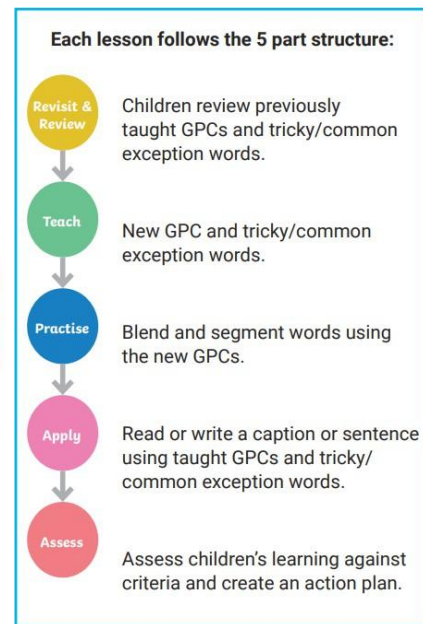 Each lesson follows the 5 part structure:
Revisit &
Review
Children review previously
taught GPCs and tricky/common
exception words.
Teach
New GPC and tricky/common
exception words.
Practise
Blend and segment words using
the new GPCs.
Apply
Read or write a caption or sentence
using taught GPCs and tricky/
common exception words.
Assess
Assess children's learning against
criteria and create an action plan.